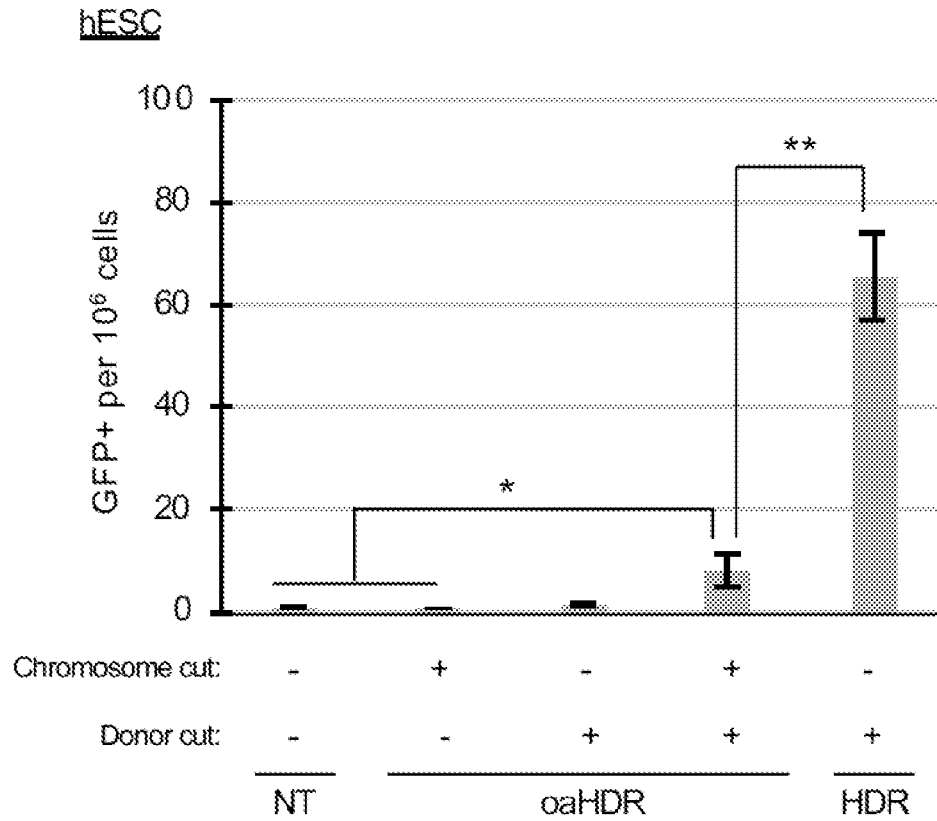 hESC
100
80
60
40
20
0
GFP+ per 10⁶ cells
**
*
Chromosome cut: - + - + -
Donor cut: - - + + +
NT oaHDR HDR